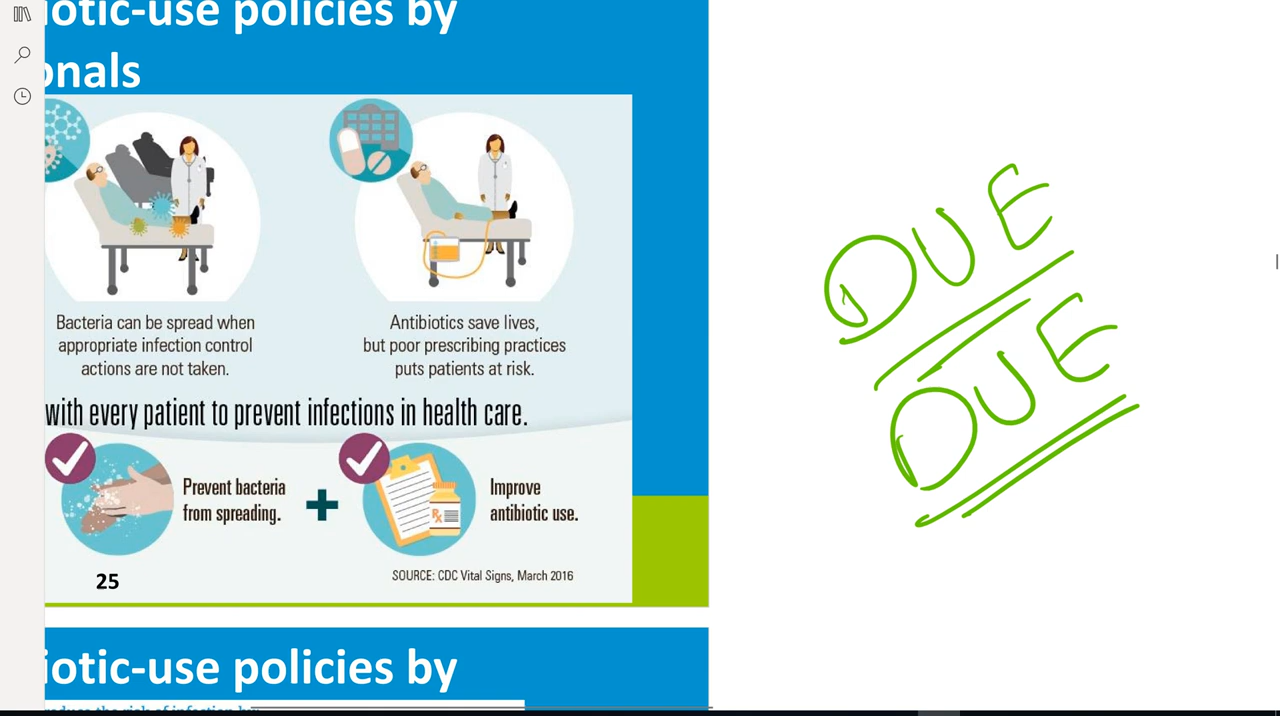 iotic-use policies by
onals
Bacteria can be spread when
appropriate infection control
actions are not taken.
Antibiotics save lives,
but poor prescribing practices
puts patients at risk.
with every patient to prevent infections in health care.
Prevent bacteria
from spreading.
+
Improve
antibiotic use.
Rx
25
SOURCE: CDC Vital Signs, March 2016
iotic-use policies by
DUE
DUE